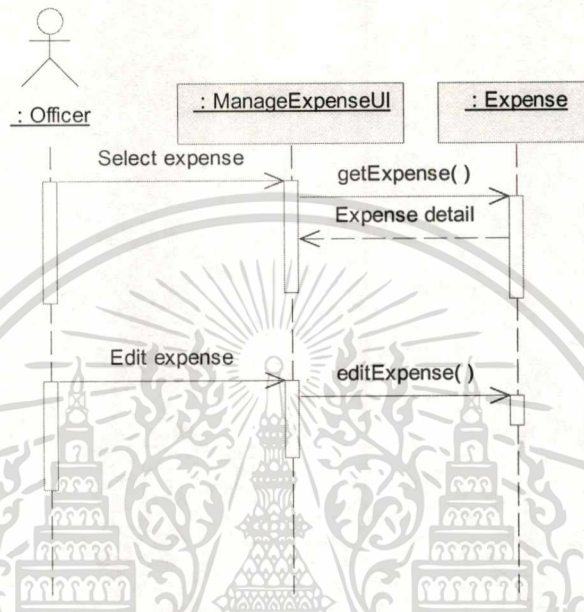 : Officer
: ManageExpenseUI
: Expense
Select expense
getExpense( )
Expense detail
Edit expense
editExpense( )